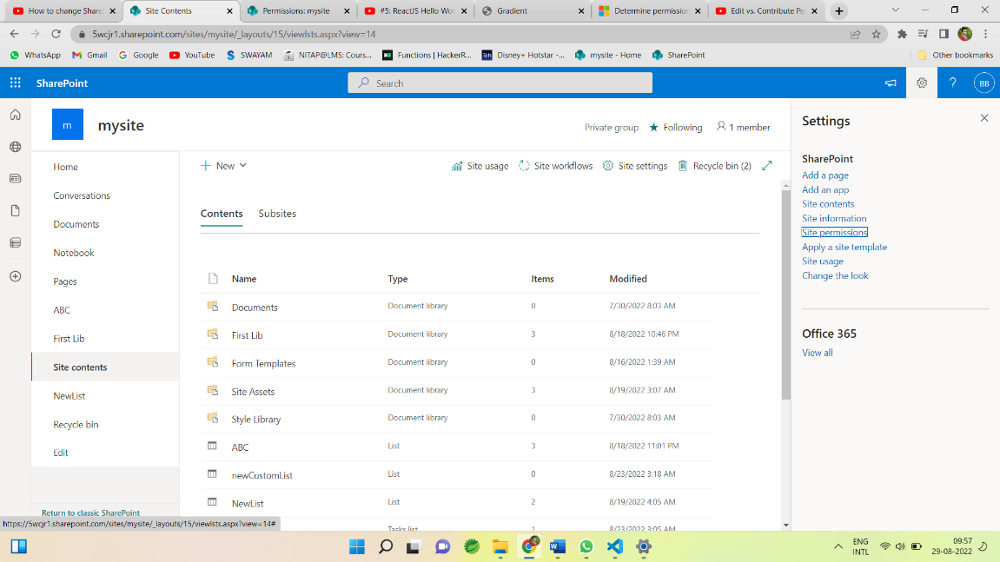 How to change Share
Site Contents
Permissions: mysite
#5: ReactJS Hello Wor
Gradient
Determine permission
Edit vs. Contribute Pe
5wcjr1.sharepoint.com/sites/mysite/_layouts/15/viewlsts.aspx?view=14
WhatsApp
Gmail
Google
YouTube
SWAYAM
NITAP@LMS: Cours...
Functions | HackerR...
Disney+ Hotstar -...
mysite - Home
SharePoint
Other bookmarks
SharePoint
Search
BB
m
mysite
Private group
Following
1 member
Home
Conversations
Documents
Notebook
Pages
ABC
First Lib
Site contents
NewList
Recycle bin
Edit
Return to classic SharePoint
New
Site usage
Site workflows
Site settings
Recycle bin (2)
Contents
Subsites
Name Type Items Modified
Documents Document library 0 7/30/2022 8:03 AM
First Lib Document library 3 8/18/2022 10:46 PM
Form Templates Document library 0 8/16/2022 1:39 AM
Site Assets Document library 3 8/19/2022 3:07 AM
Style Library Document library 0 7/30/2022 8:03 AM
ABC List 3 8/18/2022 11:01 PM
newCustomList List 0 8/23/2022 3:18 AM
NewList List 2 8/19/2022 4:05 AM
Tasks list 1 8/23/2022 3:05 AM
Settings
SharePoint
Add a page
Add an app
Site contents
Site information
Site permissions
Apply a site template
Site usage
Change the look
Office 365
View all
https://5wcjr1.sharepoint.com/sites/mysite/_layouts/15/viewlsts.aspx?view=14#
ENG
INTL
09:57
29-08-2022